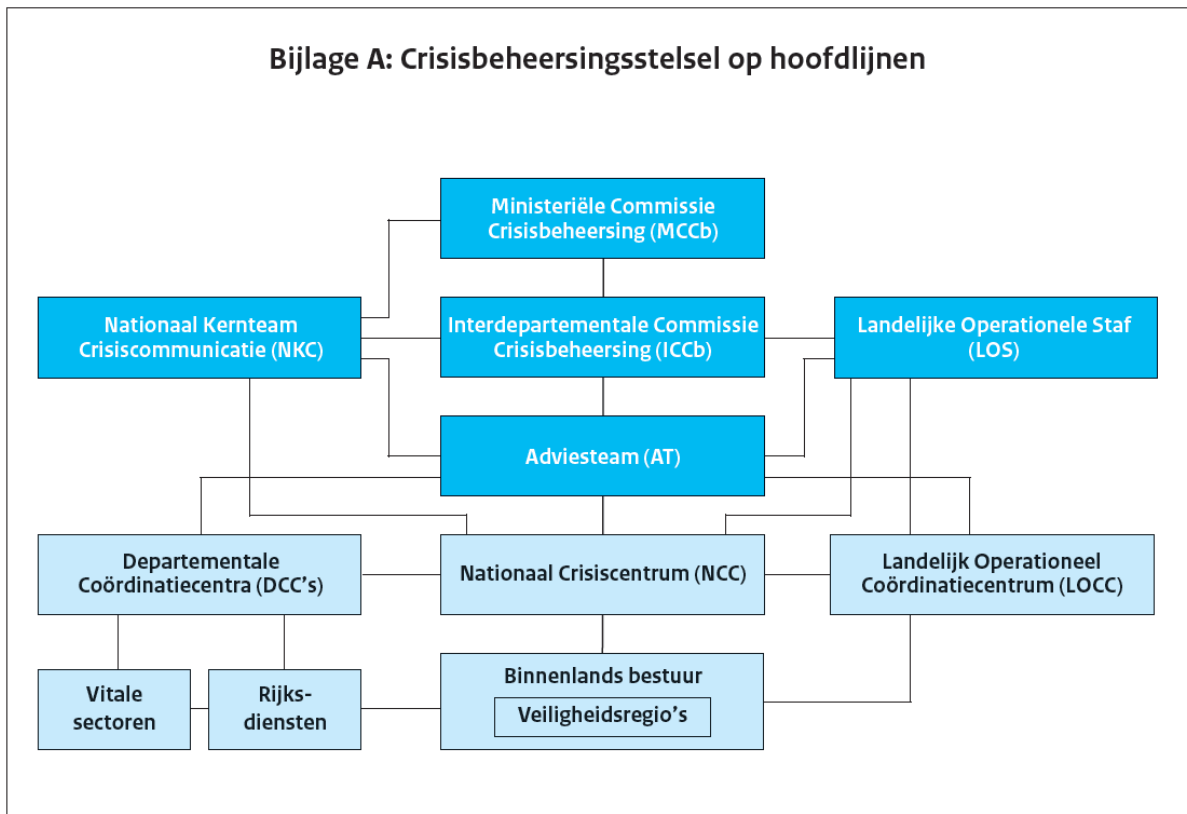 Bijlage A: Crisisbeheersingsstelsel op hoofdlijnen
Ministeriële Commissie
Crisisbeheersing (MCCb)
Nationaal Kernteam
Crisiscommunicatie (NKC)
Interdepartementale Commissie
Crisisbeheersing (ICCb)
Landelijke Operationele Staf
(LOS)
Adviesteam (AT)
Departementale
Coördinatiecentra (DCC's)
Nationaal Crisiscentrum (NCC)
Landelijk Operationeel
Coördinatiecentrum (LOCC)
Vitale
sectoren
Rijks-
diensten
Binnenlands bestuur
Veiligheidsregio's